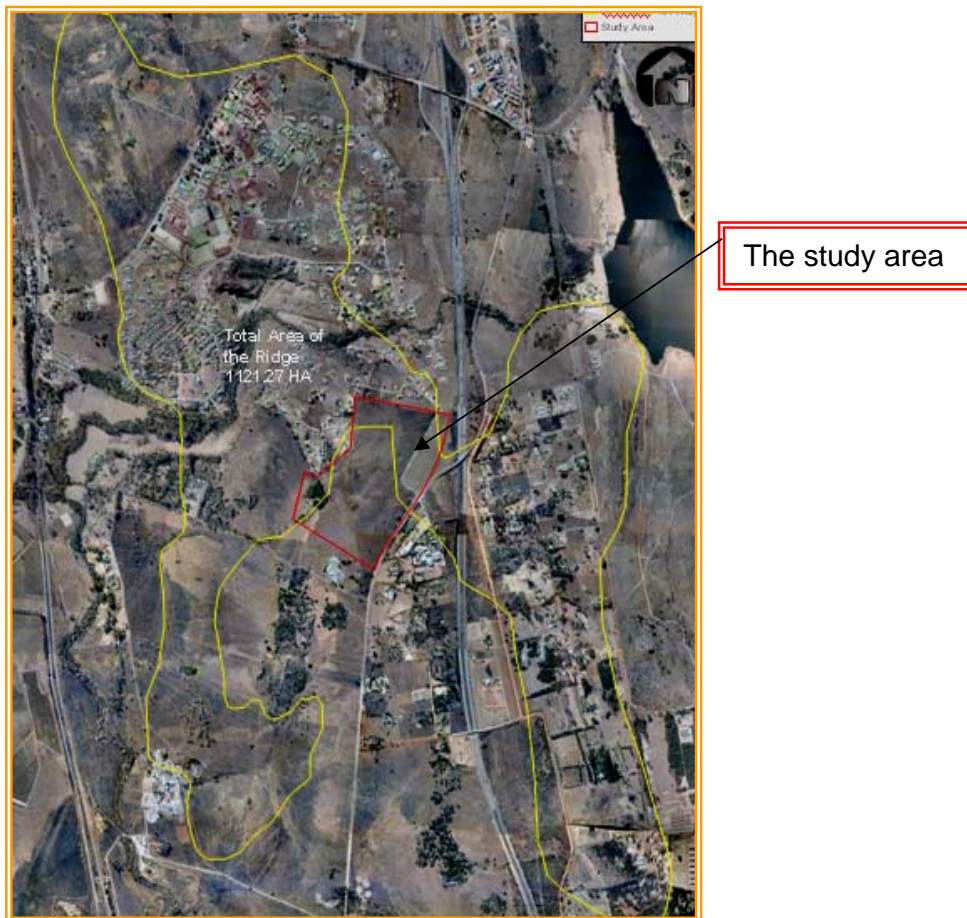 Study Area
The study area
Total Area of
the Ridge
1121.27 HA